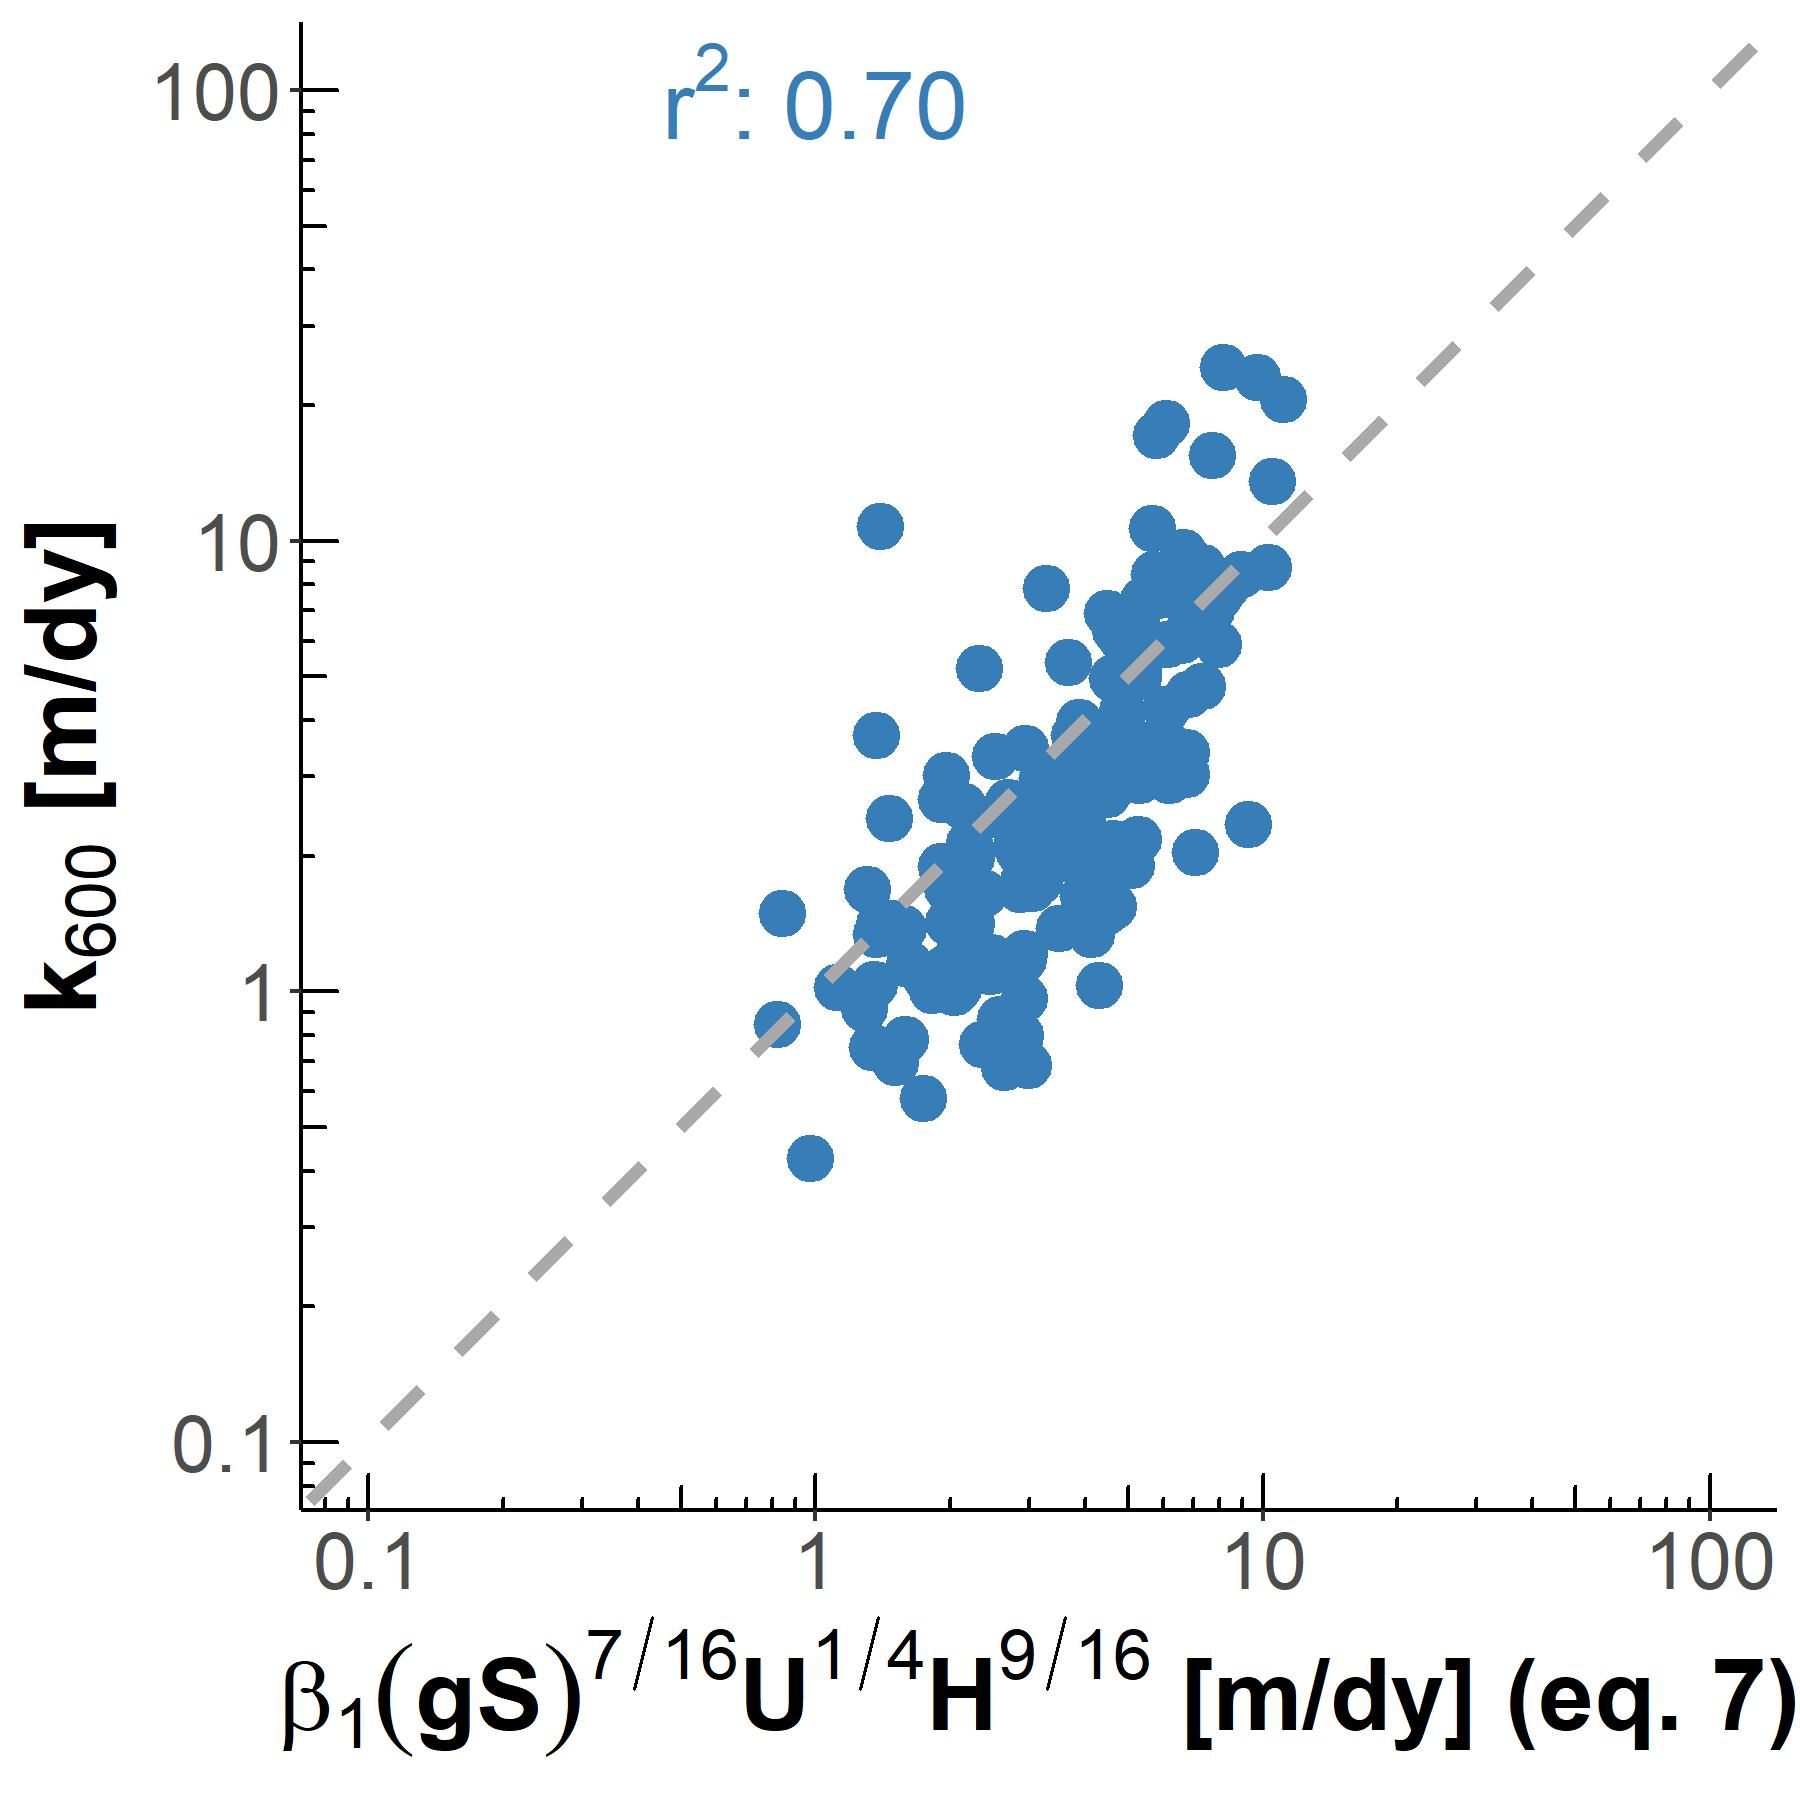 r²: 0.70
100
10
1
0.1
k₆₀₀ [m/dy]
0.1 1 10 100
β₁(gS)⁷/¹⁶U¹/⁴H⁹/¹⁶ [m/dy] (eq. 7)